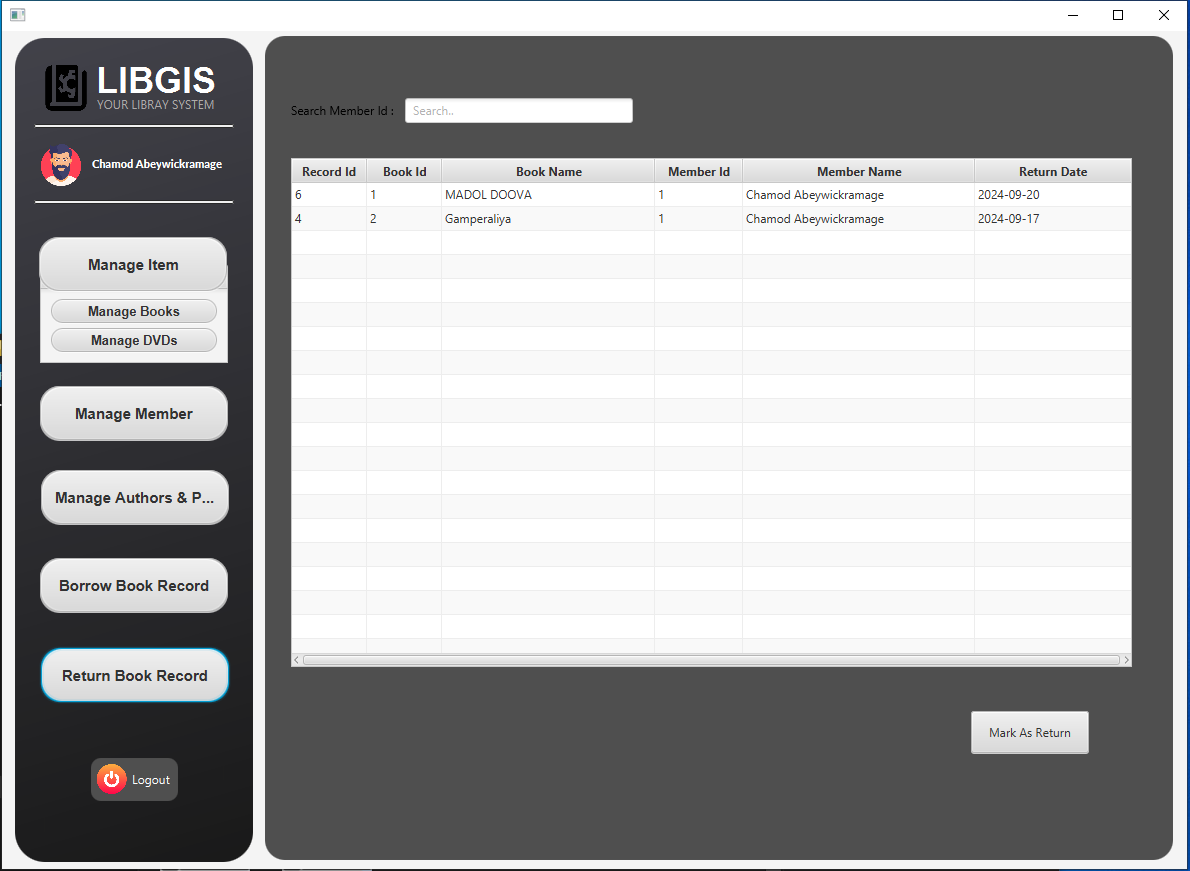 LIBGIS
YOUR LIBRAY SYSTEM
Chamod Abeywickramage
Manage Item
Manage Books
Manage DVDs
Manage Member
Manage Authors & P...
Borrow Book Record
Return Book Record
Logout
Search Member Id : Search..
Record Id Book Id Book Name Member Id Member Name Return Date
6 1 MADOL DOOVA 1 Chamod Abeywickramage 2024-09-20
4 2 Gamperaliya 1 Chamod Abeywickramage 2024-09-17
Mark As Return